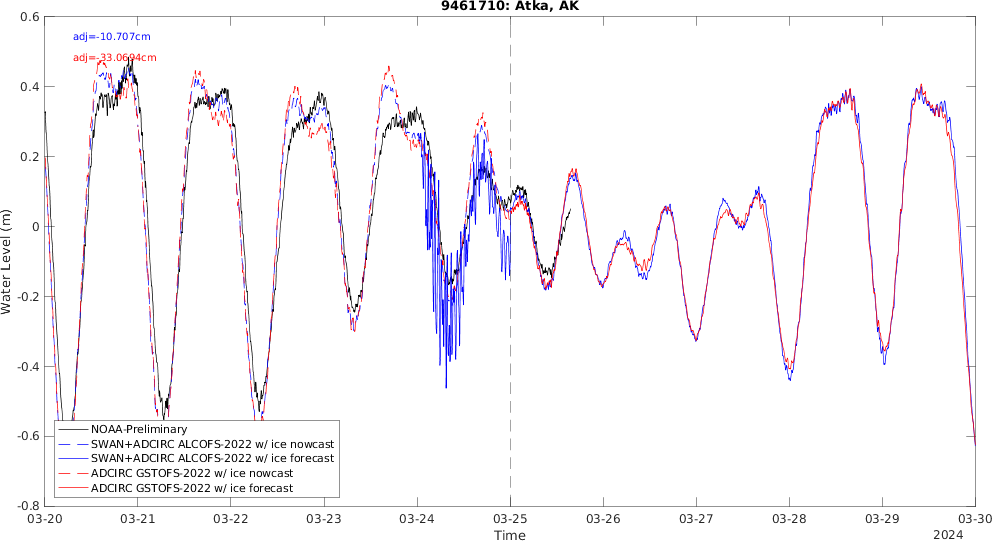 9461710: Atka, AK
adj=-10.707cm
adj=-33.0694cm
Water Level (m)
0.6
0.4
0.2
0
-0.2
-0.4
-0.6
-0.8
NOAA-Preliminary
SWAN+ADCIRC ALCOFS-2022 w/ ice nowcast
SWAN+ADCIRC ALCOFS-2022 w/ ice forecast
ADCIRC GSTOFS-2022 w/ ice nowcast
ADCIRC GSTOFS-2022 w/ ice forecast
03-20 03-21 03-22 03-23 03-24 03-25 03-26 03-27 03-28 03-29 03-30
Time
2024